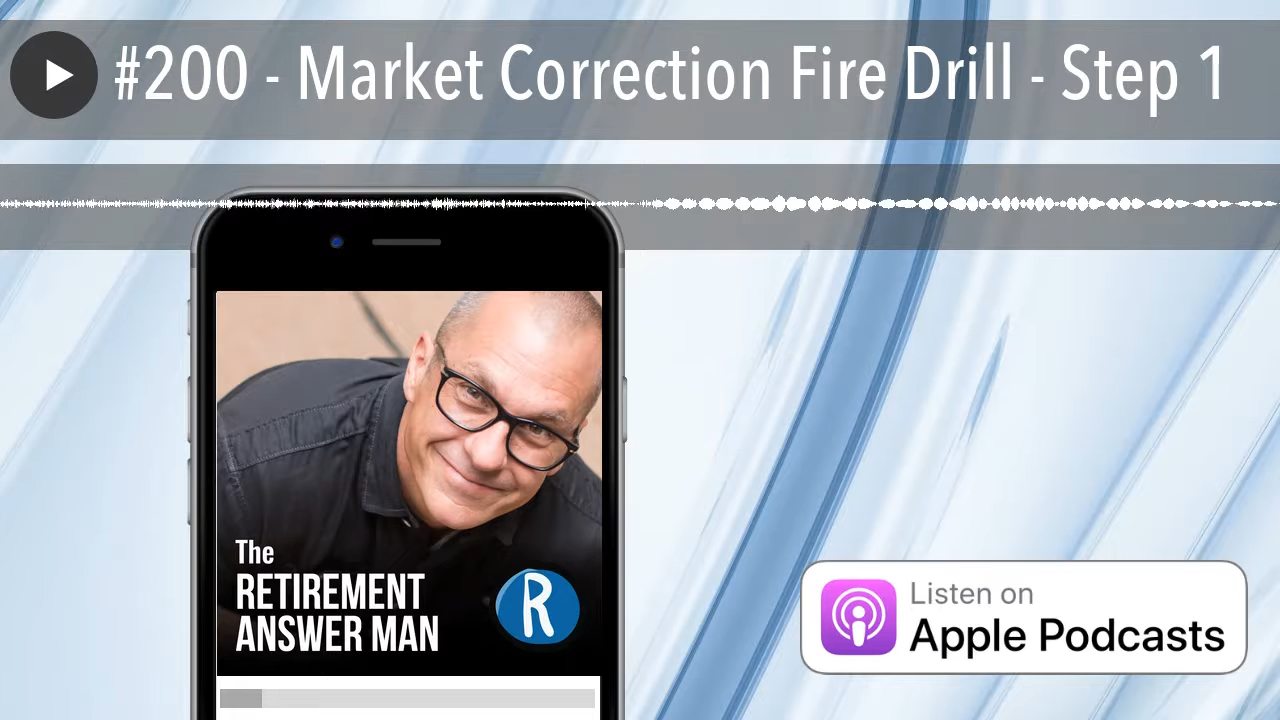 #200 - Market Correction Fire Drill - Step 1
The
RETIREMENT
ANSWER MAN
R
Listen on
Apple Podcasts